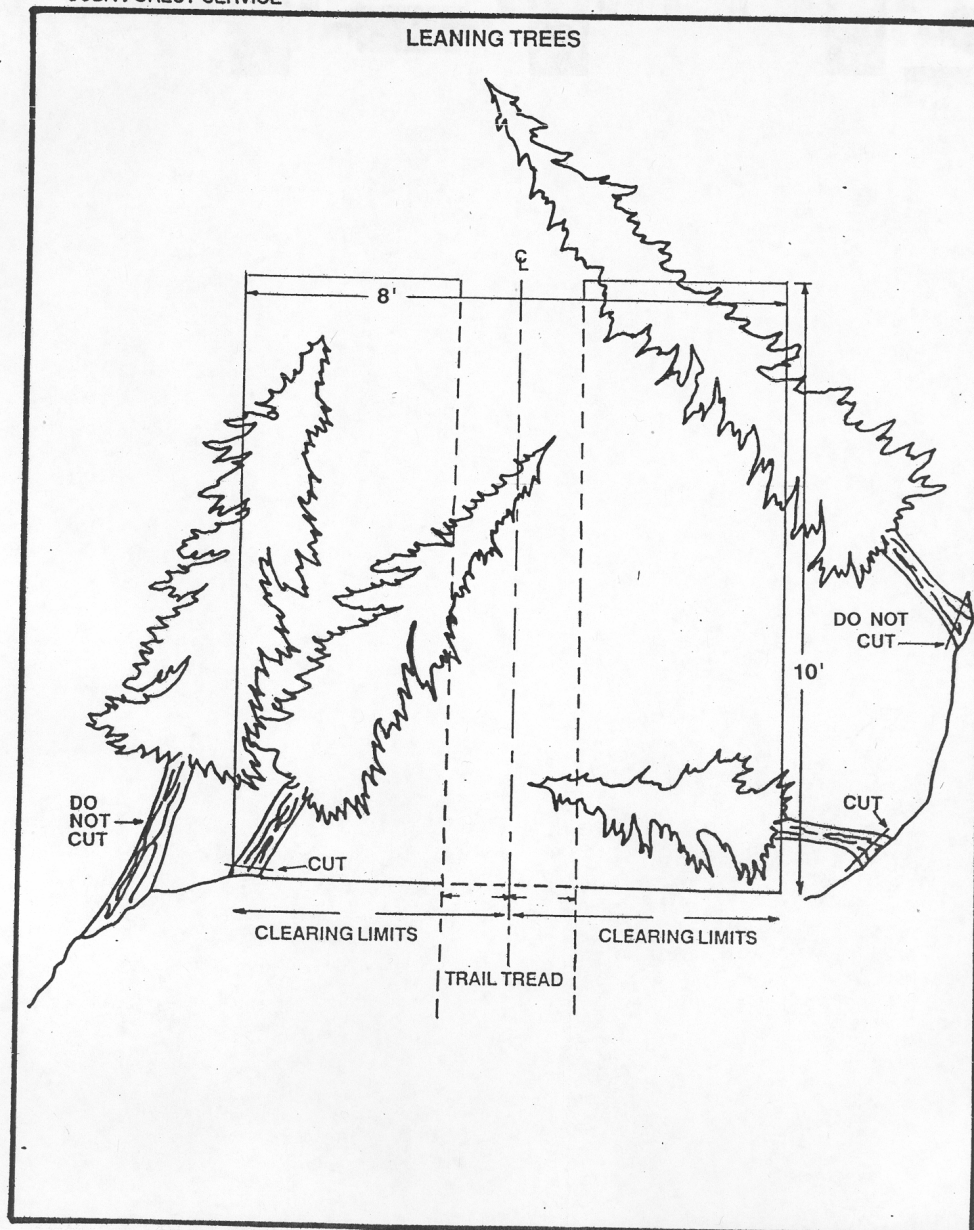 LEANING TREES
℄
8'
DO NOT
CUT
10'
DO
NOT
CUT
CUT
CUT
CLEARING LIMITS
CLEARING LIMITS
TRAIL TREAD